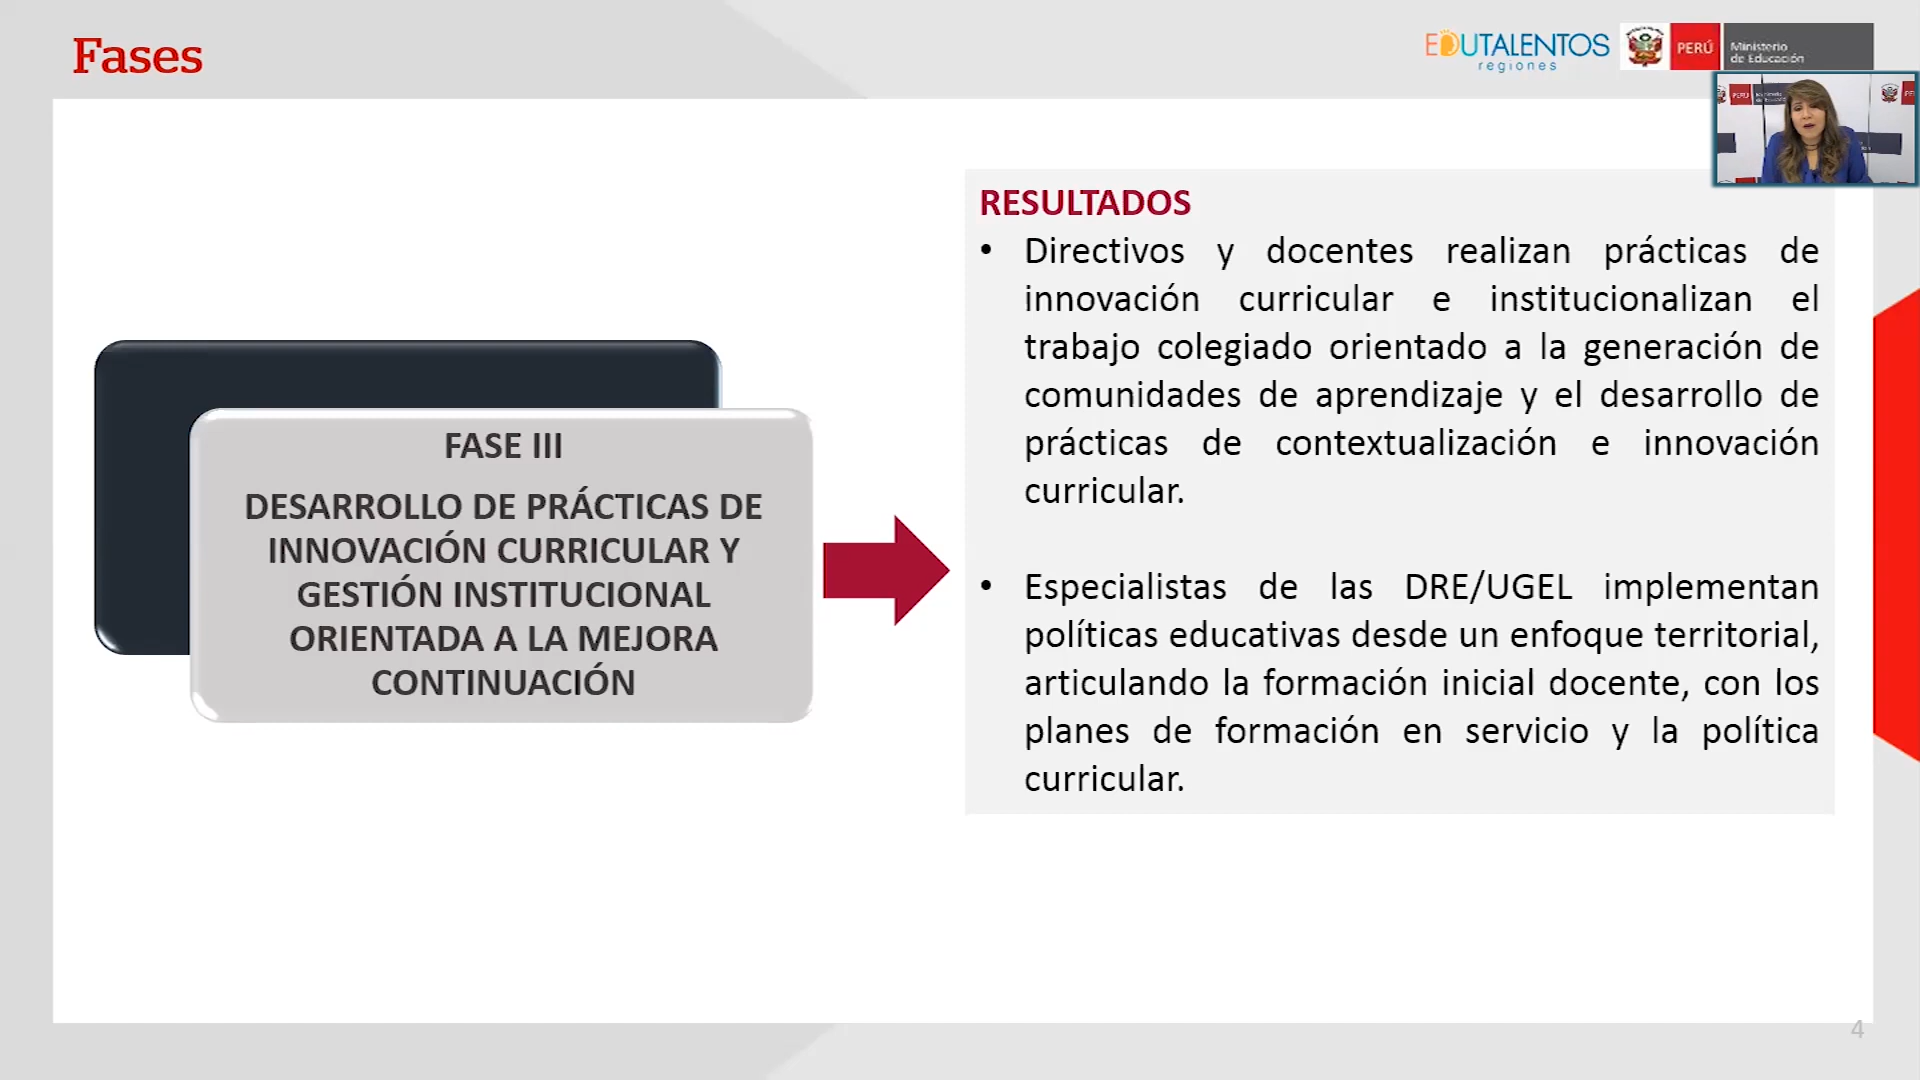 Fases
EDUTALENTOS
regiones
PERÚ
Ministerio
de Educación
PERÚ
RESULTADOS
• Directivos y docentes realizan prácticas de
innovación curricular e institucionalizan el
trabajo colegiado orientado a la generación de
comunidades de aprendizaje y el desarrollo de
prácticas de contextualización e innovación
curricular.
• Especialistas de las DRE/UGEL implementan
políticas educativas desde un enfoque territorial,
articulando la formación inicial docente, con los
planes de formación en servicio y la política
curricular.
FASE III
DESARROLLO DE PRÁCTICAS DE
INNOVACIÓN CURRICULAR Y
GESTIÓN INSTITUCIONAL
ORIENTADA A LA MEJORA
CONTINUACIÓN
4